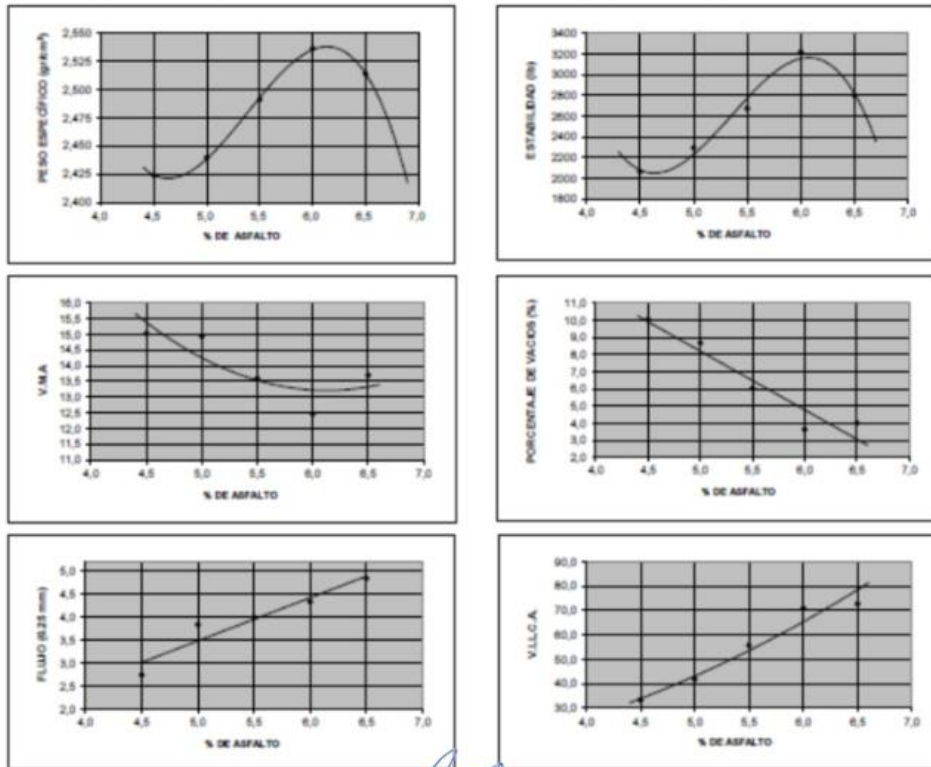 PESO ESPECÍFICO (gr/cm³)
2,550
2,525
2,500
2,475
2,450
2,425
2,400
4,0 4,5 5,0 5,5 6,0 6,5 7,0
% DE ASFALTO
ESTABILIDAD (lb)
3400
3200
3000
2800
2600
2400
2200
2000
1800
4,0 4,5 5,0 5,5 6,0 6,5 7,0
% DE ASFALTO
V.M.A
16,0
15,5
15,0
14,5
14,0
13,5
13,0
12,5
12,0
11,5
11,0
4,0 4,5 5,0 5,5 6,0 6,5 7,0
% DE ASFALTO
PORCENTAJE DE VACIOS (%)
11,0
10,0
9,0
8,0
7,0
6,0
5,0
4,0
3,0
2,0
4,0 4,5 5,0 5,5 6,0 6,5 7,0
% DE ASFALTO
FLUJO (0,25 mm)
5,0
4,5
4,0
3,5
3,0
2,5
2,0
4,0 4,5 5,0 5,5 6,0 6,5 7,0
% DE ASFALTO
V.LL.C.A.
90,0
80,0
70,0
60,0
50,0
40,0
30,0
4,0 4,5 5,0 5,5 6,0 6,5 7,0
% DE ASFALTO